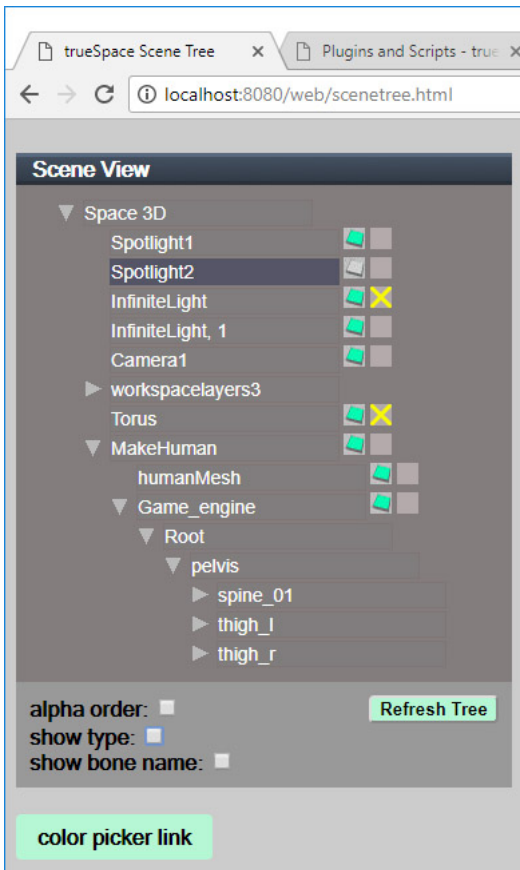 trueSpace Scene Tree
Plugins and Scripts - true
localhost:8080/web/scenetree.html
Scene View
Space 3D
Spotlight1
Spotlight2
InfiniteLight
InfiniteLight, 1
Camera1
workspacelayers3
Torus
MakeHuman
humanMesh
Game_engine
Root
pelvis
spine_01
thigh_l
thigh_r
alpha order:
Refresh Tree
show type:
show bone name:
color picker link